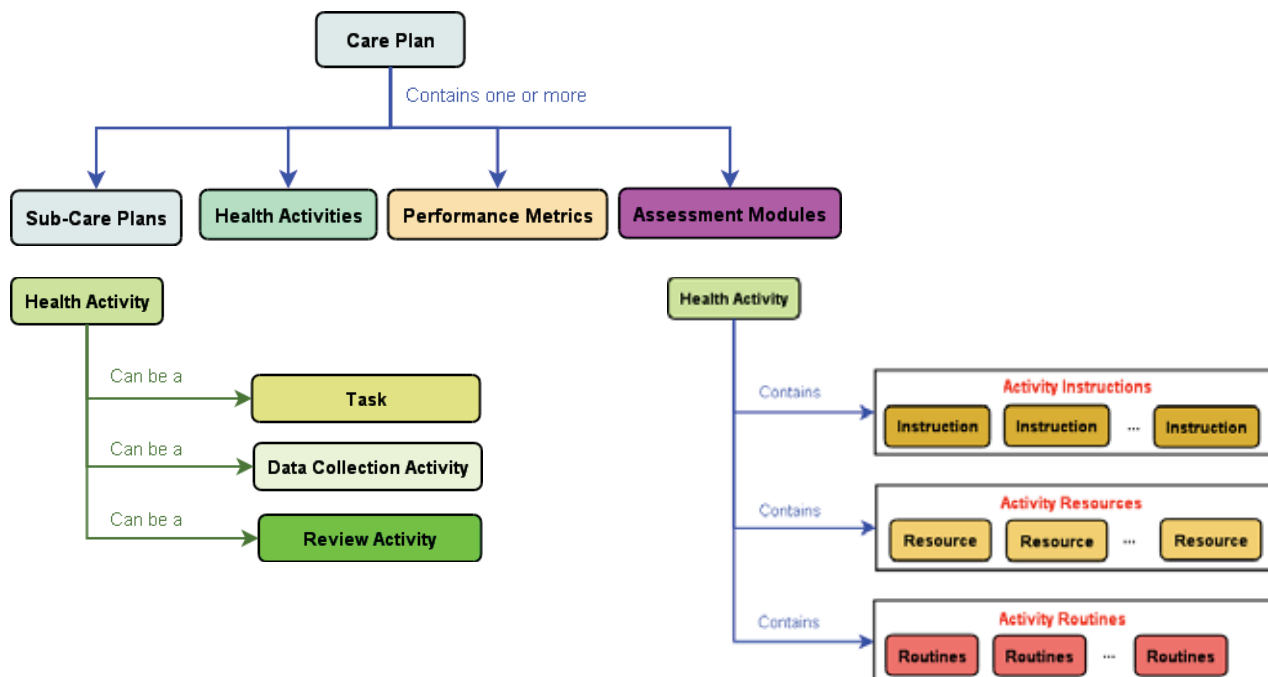 Care Plan
Contains one or more
Sub-Care Plans
Health Activities
Performance Metrics
Assessment Modules
Health Activity
Can be a
Task
Can be a
Data Collection Activity
Can be a
Review Activity
Health Activity
Contains
Activity Instructions
Instruction Instruction ... Instruction
Contains
Activity Resources
Resource Resource ... Resource
Contains
Activity Routines
Routines Routines ... Routines